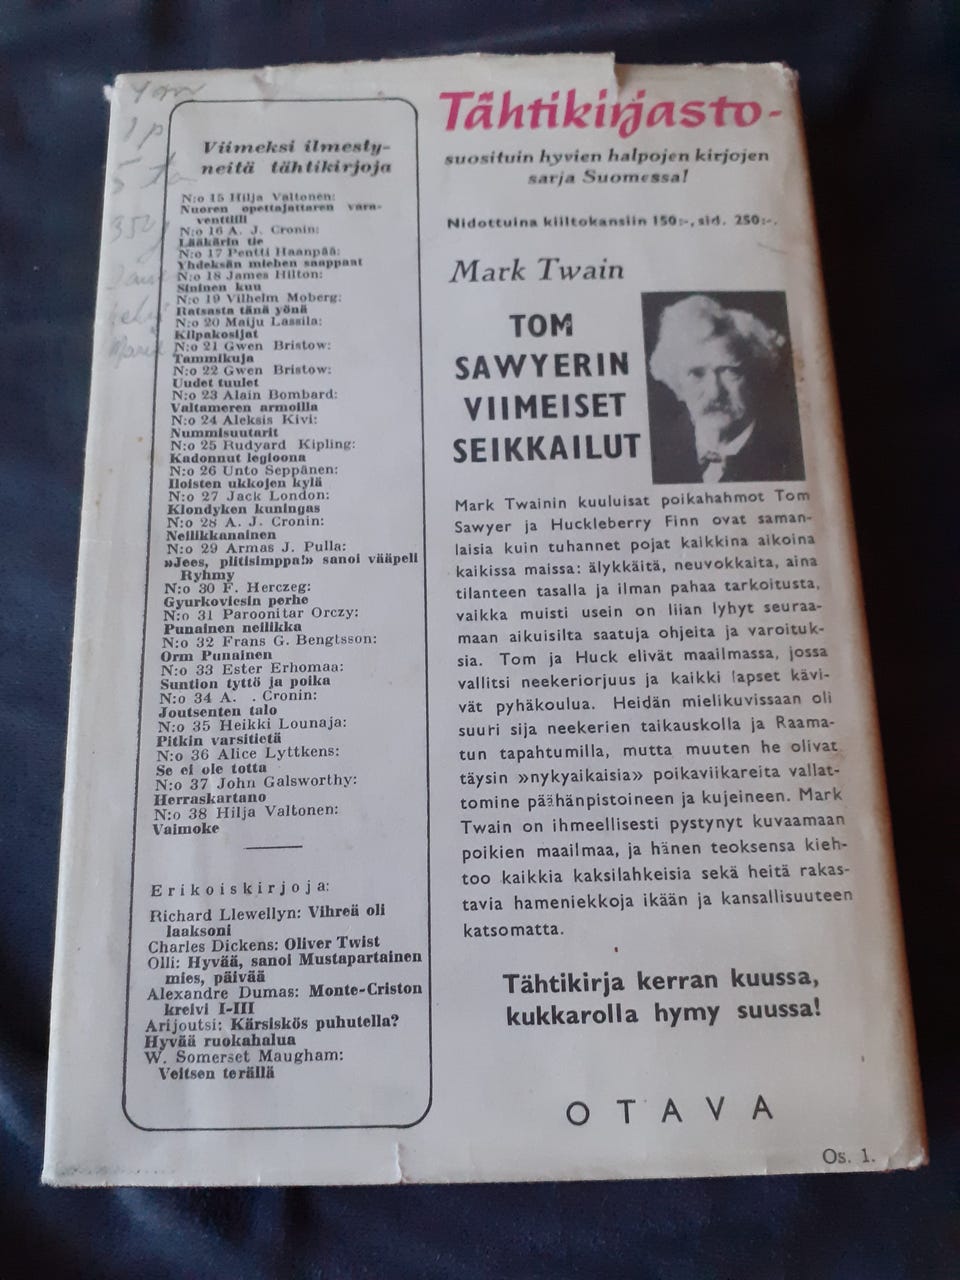 Viimeksi ilmesty-
neitä tähtikirjoja
N:o 15 Hilja Valtonen:
Nuoren opettajattaren vara-
venttiili
N:o 16 A. J. Cronin:
Lääkärin tie
N:o 17 Pentti Haanpää:
Yhdeksän miehen saappaat
N:o 18 James Hilton:
Sininen kuu
N:o 19 Vilhelm Moberg:
Ratsasta tänä yönä
N:o 20 Maiju Lassila:
Kilpakosijat
N:o 21 Gwen Bristow:
Tammikuja
N:o 22 Gwen Bristow:
Uudet tuulet
N:o 23 Alain Bombard:
Valtameren armoilla
N:o 24 Aleksis Kivi:
Nummisuutarit
N:o 25 Rudyard Kipling:
Kadonnut legioona
N:o 26 Unto Seppänen:
Iloisten ukkojen kylä
N:o 27 Jack London:
Klondyken kuningas
N:o 28 A. J. Cronin:
Neilikkanainen
N:o 29 Armas J. Pulla:
»Jees, plitisimppa!» sanoi vääpeli
Ryhmy
N:o 30 F. Herczeg:
Gyurkovicsin perhe
N:o 31 Paroonitar Orczy:
Punainen neilikka
N:o 32 Frans G. Bengtsson:
Orm Punainen
N:o 33 Ester Erhomaa:
Suntion tyttö ja poika
N:o 34 A. . Cronin:
Joutsenten talo
N:o 35 Heikki Lounaja:
Pitkin varsitietä
N:o 36 Alice Lyttkens:
Se ei ole totta
N:o 37 John Galsworthy:
Herraskartano
N:o 38 Hilja Valtonen:
Vaimoke
Erikoiskirjoja:
Richard Llewellyn: Vihreä oli
laaksoni
Charles Dickens: Oliver Twist
Olli: Hyvää, sanoi Mustapartainen
mies, päivää
Alexandre Dumas: Monte-Criston
kreivi I-III
Arijoutsi: Kärsiskös puhutella?
Hyvää ruokahalua
W. Somerset Maugham:
Veitsen terällä
Tähtikirjasto-
suosituin hyvien halpojen kirjojen
sarja Suomessa!
Nidottuina kiiltokansiin 150:-, sid. 250:-.
Mark Twain
TOM
SAWYERIN
VIIMEISET
SEIKKAILUT
Mark Twainin kuuluisat poikahahmot Tom
Sawyer ja Huckleberry Finn ovat saman-
laisia kuin tuhannet pojat kaikkina aikoina
kaikissa maissa: älykkäitä, neuvokkaita, aina
tilanteen tasalla ja ilman pahaa tarkoitusta,
vaikka muisti usein on liian lyhyt seuraa-
maan aikuisilta saatuja ohjeita ja varoituk-
sia. Tom ja Huck elivät maailmassa, jossa
vallitsi neekeriorjuus ja kaikki lapset kävi-
vät pyhäkoulua. Heidän mielikuvissaan oli
suuri sija neekerien taikauskolla ja Raama-
tun tapahtumilla, mutta muuten he olivat
täysin »nykyaikaisia» poikaviikareita vallat-
tomine päähänpistoineen ja kujeineen. Mark
Twain on ihmeellisesti pystynyt kuvaamaan
poikien maailmaa, ja hänen teoksensa kieh-
too kaikkia kaksilahkeisia sekä heitä rakas-
tavia hameniekkoja ikään ja kansallisuuteen
katsomatta.
Tähtikirja kerran kuussa,
kukkarolla hymy suussa!
OTAVA
Os. 1.